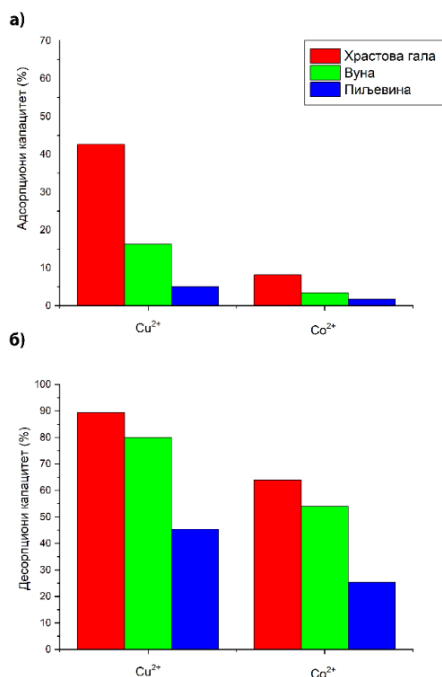 а)
70
60
50
40
30
20
10
0
Адсорпциони капацитет (%)
Храстова гала
Вуна
Пиљевина
Cu²⁺
Co²⁺
б)
100
90
80
70
60
50
40
30
20
10
0
Десорпциони капацитет (%)
Cu²⁺
Co²⁺